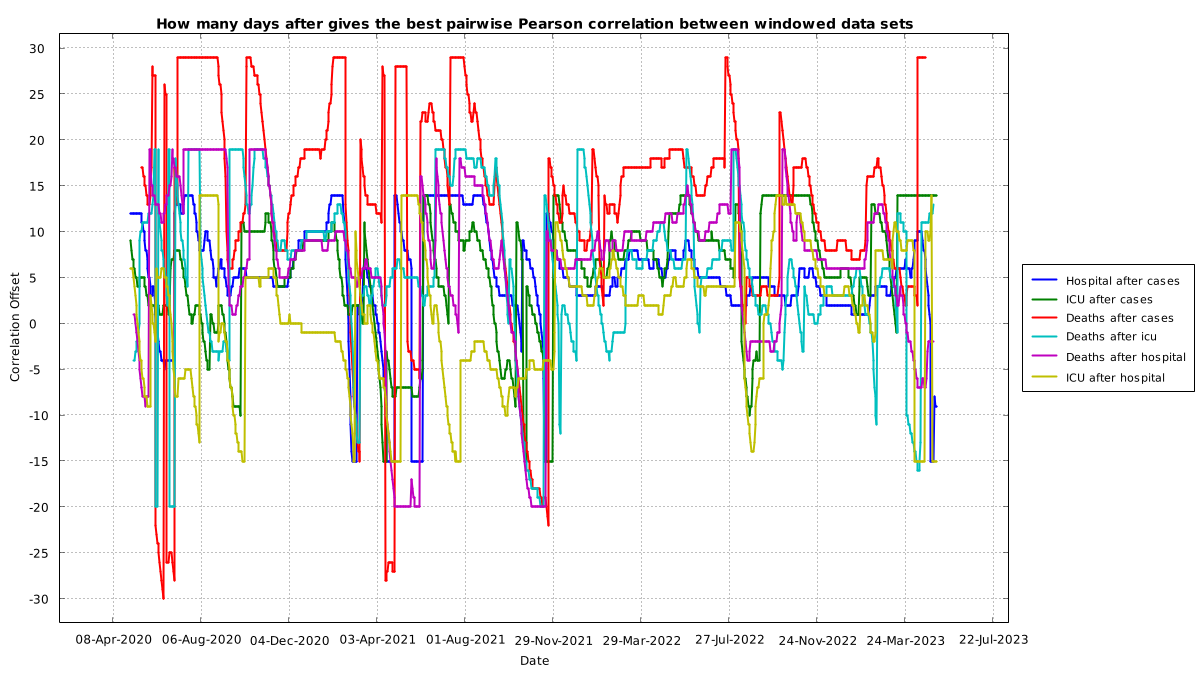 How many days after gives the best pairwise Pearson correlation between windowed data sets
30
25
20
15
10
5
0
-5
-10
-15
-20
-25
-30
Correlation Offset
08-Apr-2020 06-Aug-2020 04-Dec-2020 03-Apr-2021 01-Aug-2021 29-Nov-2021 29-Mar-2022 27-Jul-2022 24-Nov-2022 24-Mar-2023 22-Jul-2023
Date
Hospital after cases
ICU after cases
Deaths after cases
Deaths after icu
Deaths after hospital
ICU after hospital